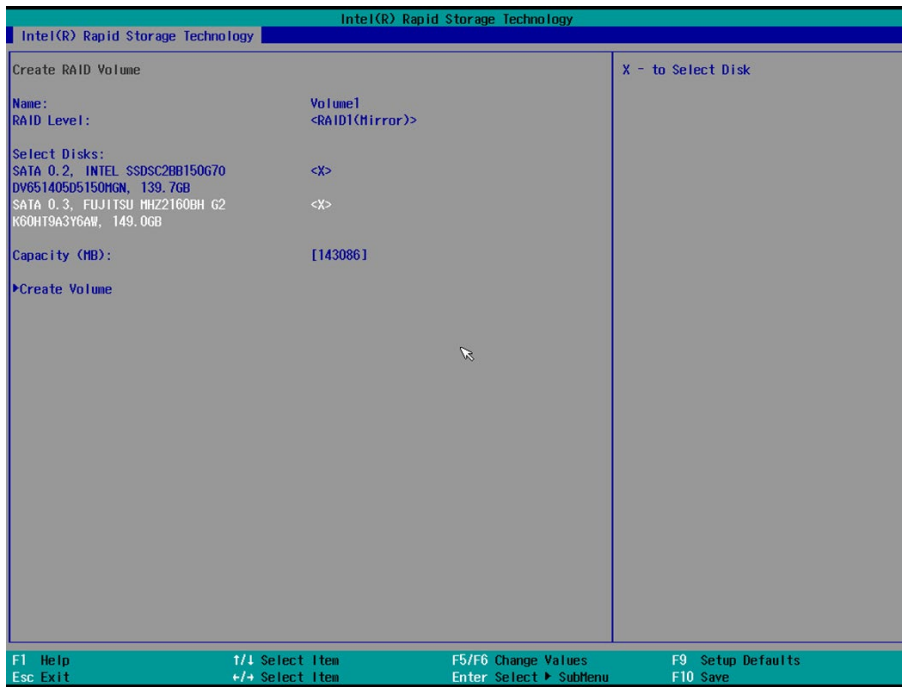 Intel(R) Rapid Storage Technology
Intel(R) Rapid Storage Technology
Create RAID Volume
X - to Select Disk
Name: Volume1
RAID Level: <RAID1(Mirror)>
Select Disks:
SATA 0.2, INTEL SSDSC2BB150G70 <X>
DV651405D5150MGN, 139.7GB
SATA 0.3, FUJITSU MHZ2160BH G2 <X>
K60HT9A3Y6AW, 149.0GB
Capacity (MB): [143086]
▶Create Volume
F1 Help ↑/↓ Select Item F5/F6 Change Values F9 Setup Defaults
Esc Exit ←/→ Select Item Enter Select ▶ SubMenu F10 Save